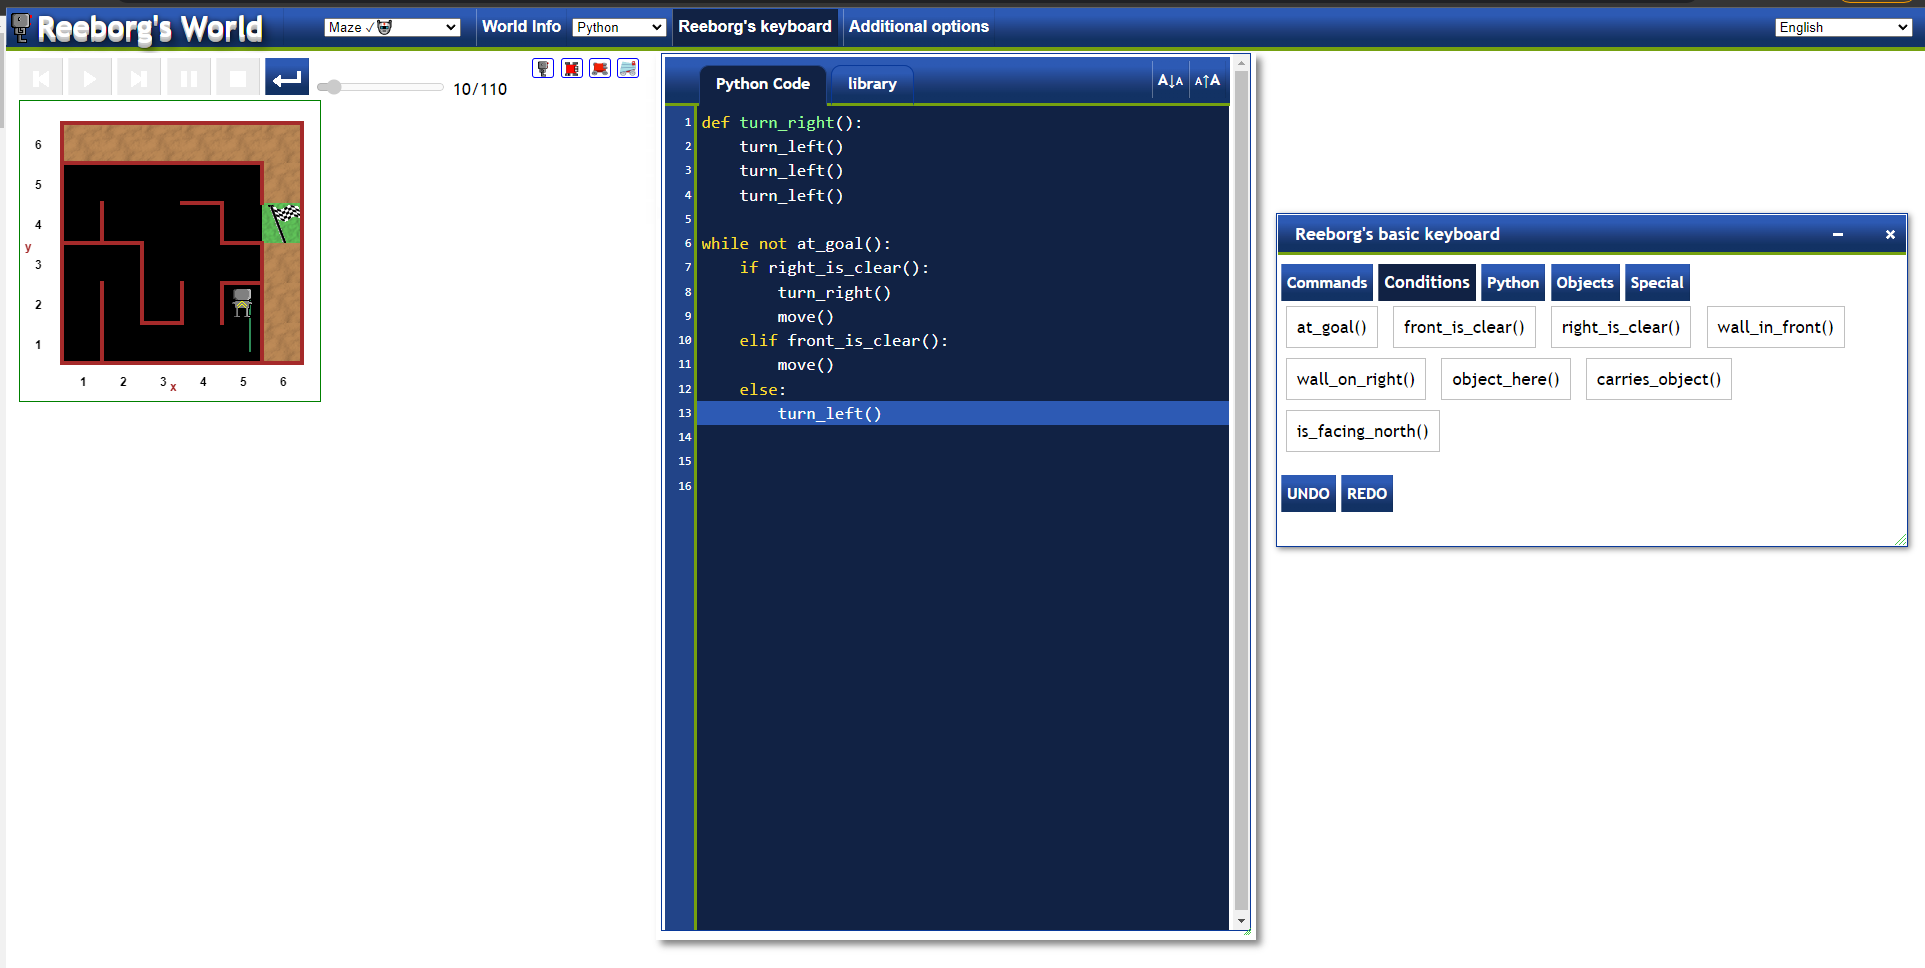 Reeborg's World
Maze ✓
World Info
Python
Reeborg's keyboard
Additional options
English
10/110
6
5
4
y
3
2
1
1 2 3 x 4 5 6
Python Code
library
A↓A
A↑A
1 def turn_right():
2     turn_left()
3     turn_left()
4     turn_left()
5
6 while not at_goal():
7     if right_is_clear():
8         turn_right()
9         move()
10     elif front_is_clear():
11         move()
12     else:
13         turn_left()
14
15
16
Reeborg's basic keyboard
Commands Conditions Python Objects Special
at_goal() front_is_clear() right_is_clear() wall_in_front()
wall_on_right() object_here() carries_object()
is_facing_north()
UNDO REDO